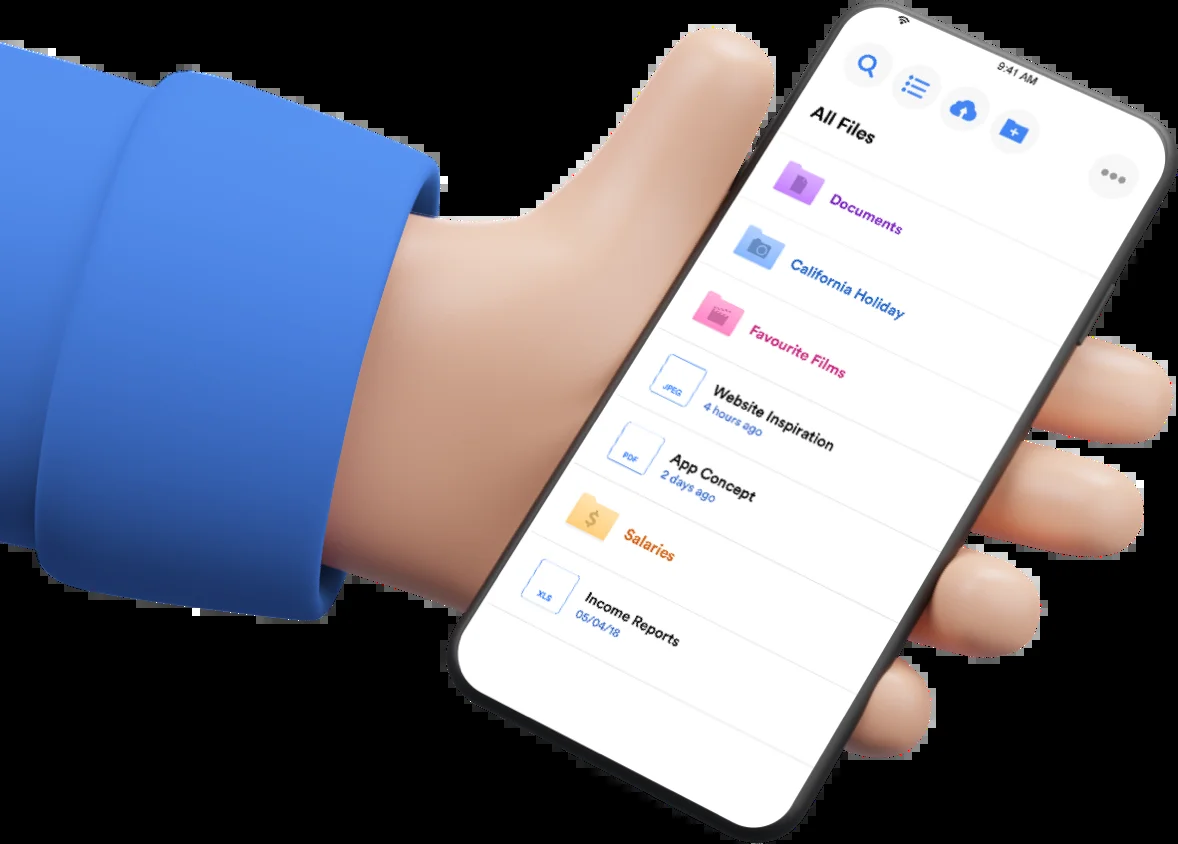 9:41 AM
All Files
Documents
California Holiday
Favourite Films
JPEG
Website Inspiration
4 hours ago
PDF
App Concept
2 days ago
$
Salaries
XLS
Income Reports
05/04/18